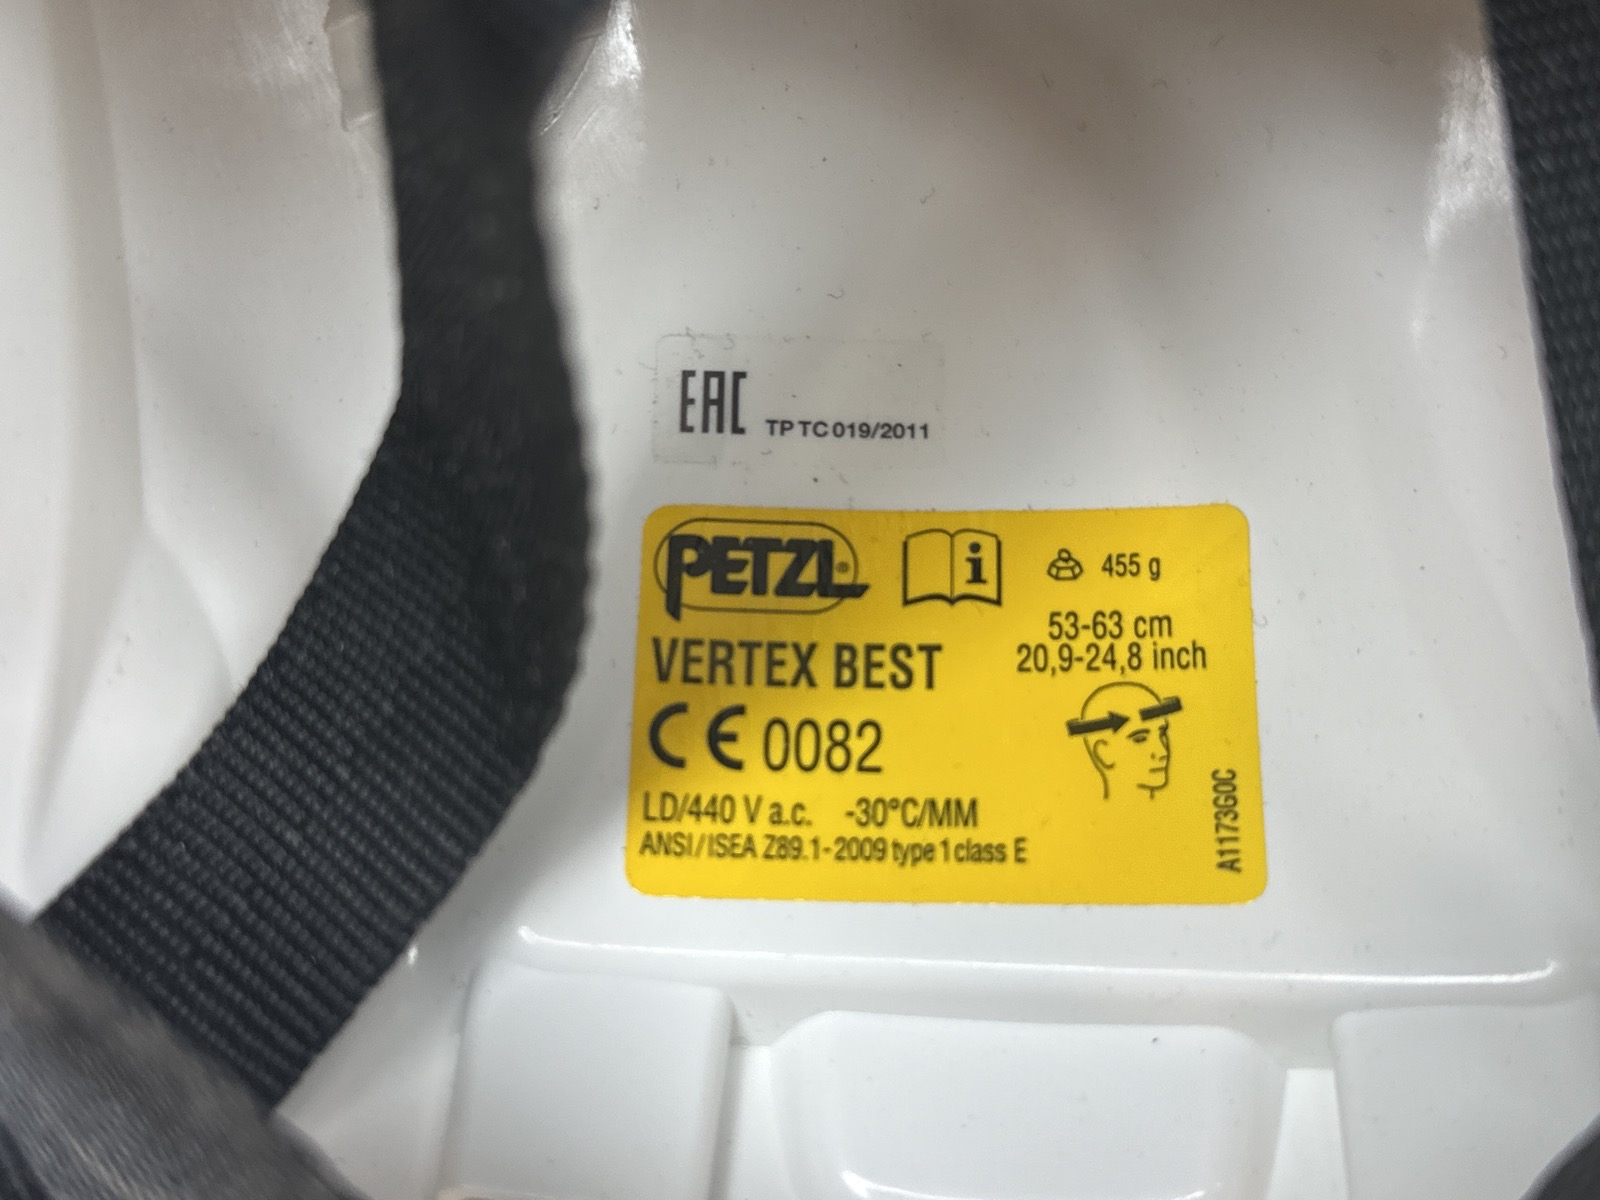 EAC TP TC 019/2011
PETZL® i 455 g
53-63 cm
20,9-24,8 inch
VERTEX BEST
CE 0082
LD/440 V a.c. -30°C/MM
ANSI/ISEA Z89.1-2009 type 1 class E
A1173G0C